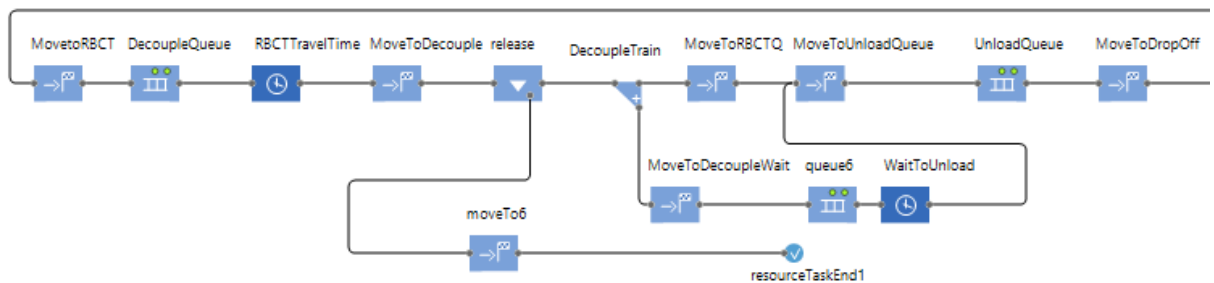 MovetoRBCT
DecoupleQueue
RBCTTravelTime
MoveToDecouple
release
DecoupleTrain
MoveToRBCTQ
MoveToUnloadQueue
UnloadQueue
MoveToDropOff
MoveToDecoupleWait
queue6
WaitToUnload
moveTo6
resourceTaskEnd1